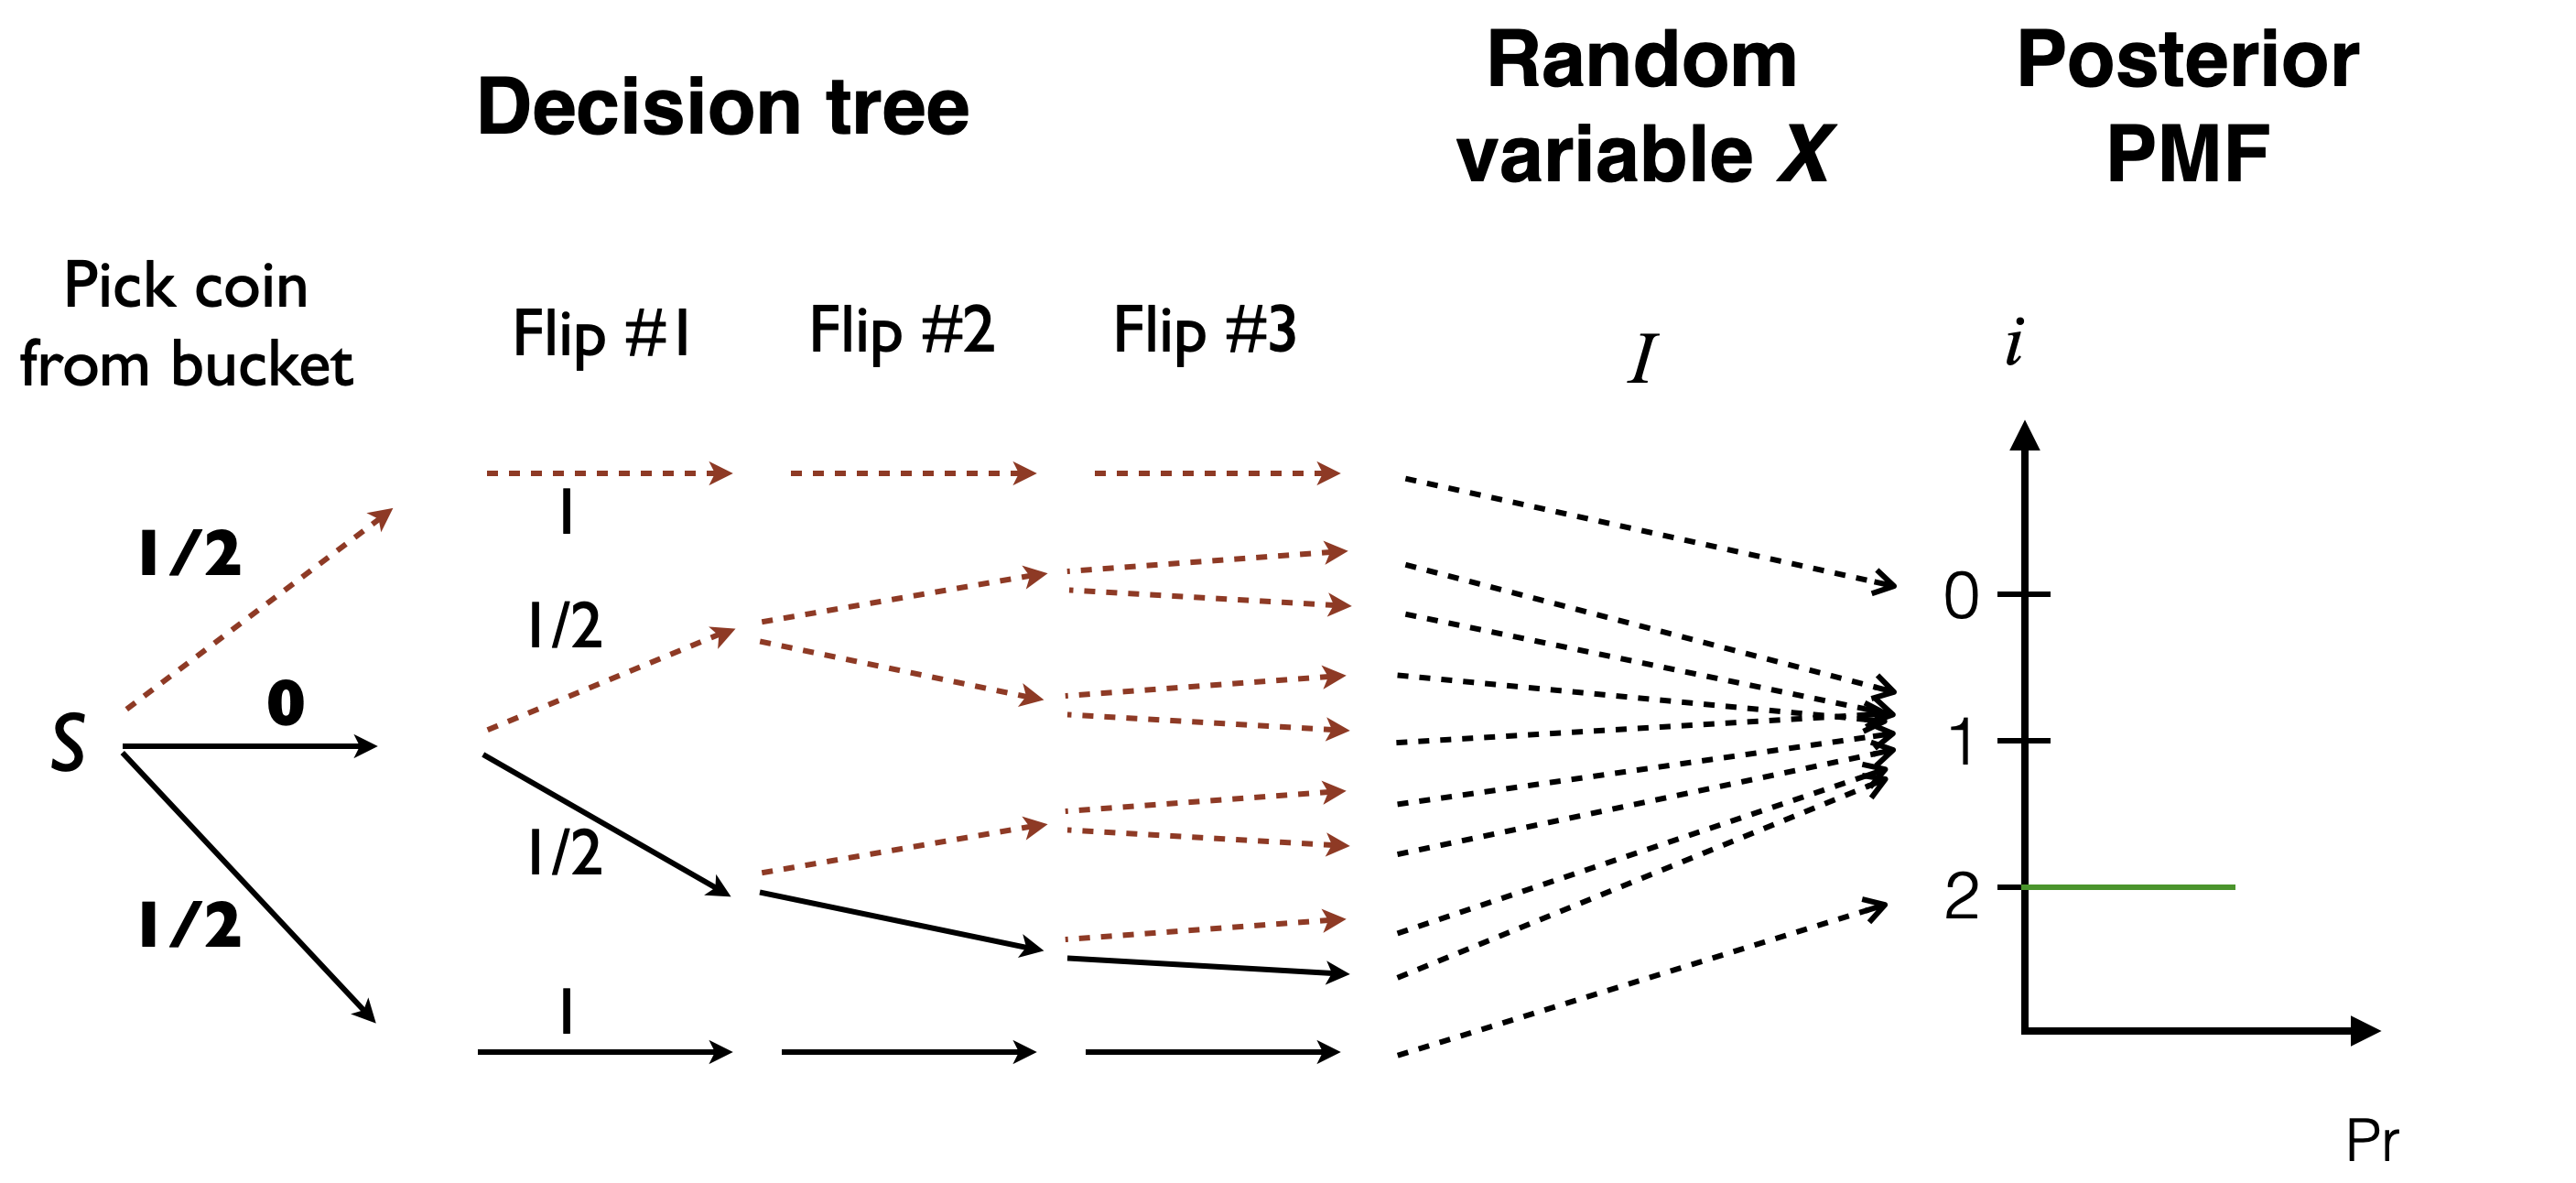 Decision tree
Random
variable X
Posterior
PMF
Pick coin
from bucket
Flip #1
Flip #2
Flip #3
I
i
S
1/2
0
1/2
1
1/2
1/2
1
0
1
2
Pr